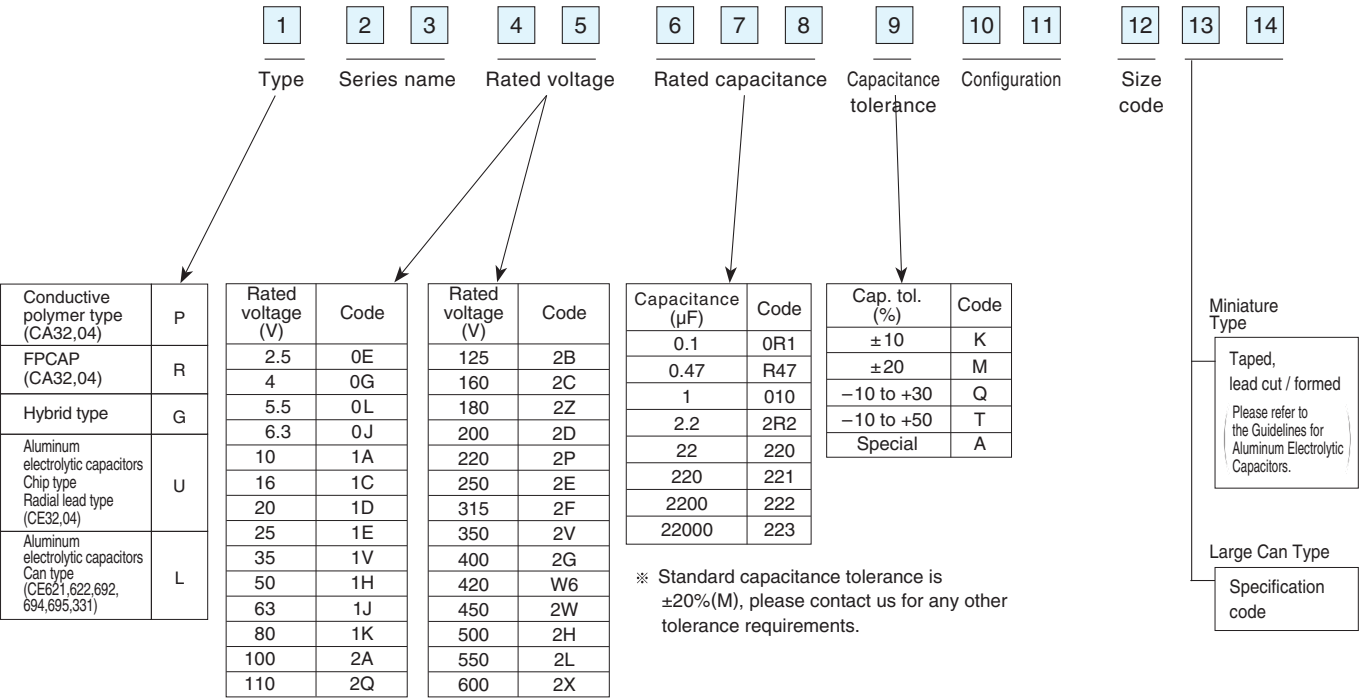 1 2 3 4 5 6 7 8 9 10 11 12 13 14
Type Series name Rated voltage Rated capacitance Capacitance tolerance Configuration Size code
Conductive
polymer type
(CA32,04)
P
FPCAP
(CA32,04)
R
Hybrid type G
Aluminum
electrolytic capacitors
Chip type
Radial lead type
(CE32,04)
U
Aluminum
electrolytic capacitors
Can type
(CE621,622,692,
694,695,331)
L
Rated
voltage
(V)
Code
2.5 0E
4 0G
5.5 0L
6.3 0J
10 1A
16 1C
20 1D
25 1E
35 1V
50 1H
63 1J
80 1K
100 2A
110 2Q
Rated
voltage
(V)
Code
125 2B
160 2C
180 2Z
200 2D
220 2P
250 2E
315 2F
350 2V
400 2G
420 W6
450 2W
500 2H
550 2L
600 2X
Capacitance
(µF)
Code
0.1 0R1
0.47 R47
1 010
2.2 2R2
22 220
220 221
2200 222
22000 223
Cap. tol.
(%)
Code
±10 K
±20 M
−10 to +30 Q
−10 to +50 T
Special A
※ Standard capacitance tolerance is
±20%(M), please contact us for any other
tolerance requirements.
Miniature
Type
Taped,
lead cut / formed
Please refer to
the Guidelines for
Aluminum Electrolytic
Capacitors.
Large Can Type
Specification
code